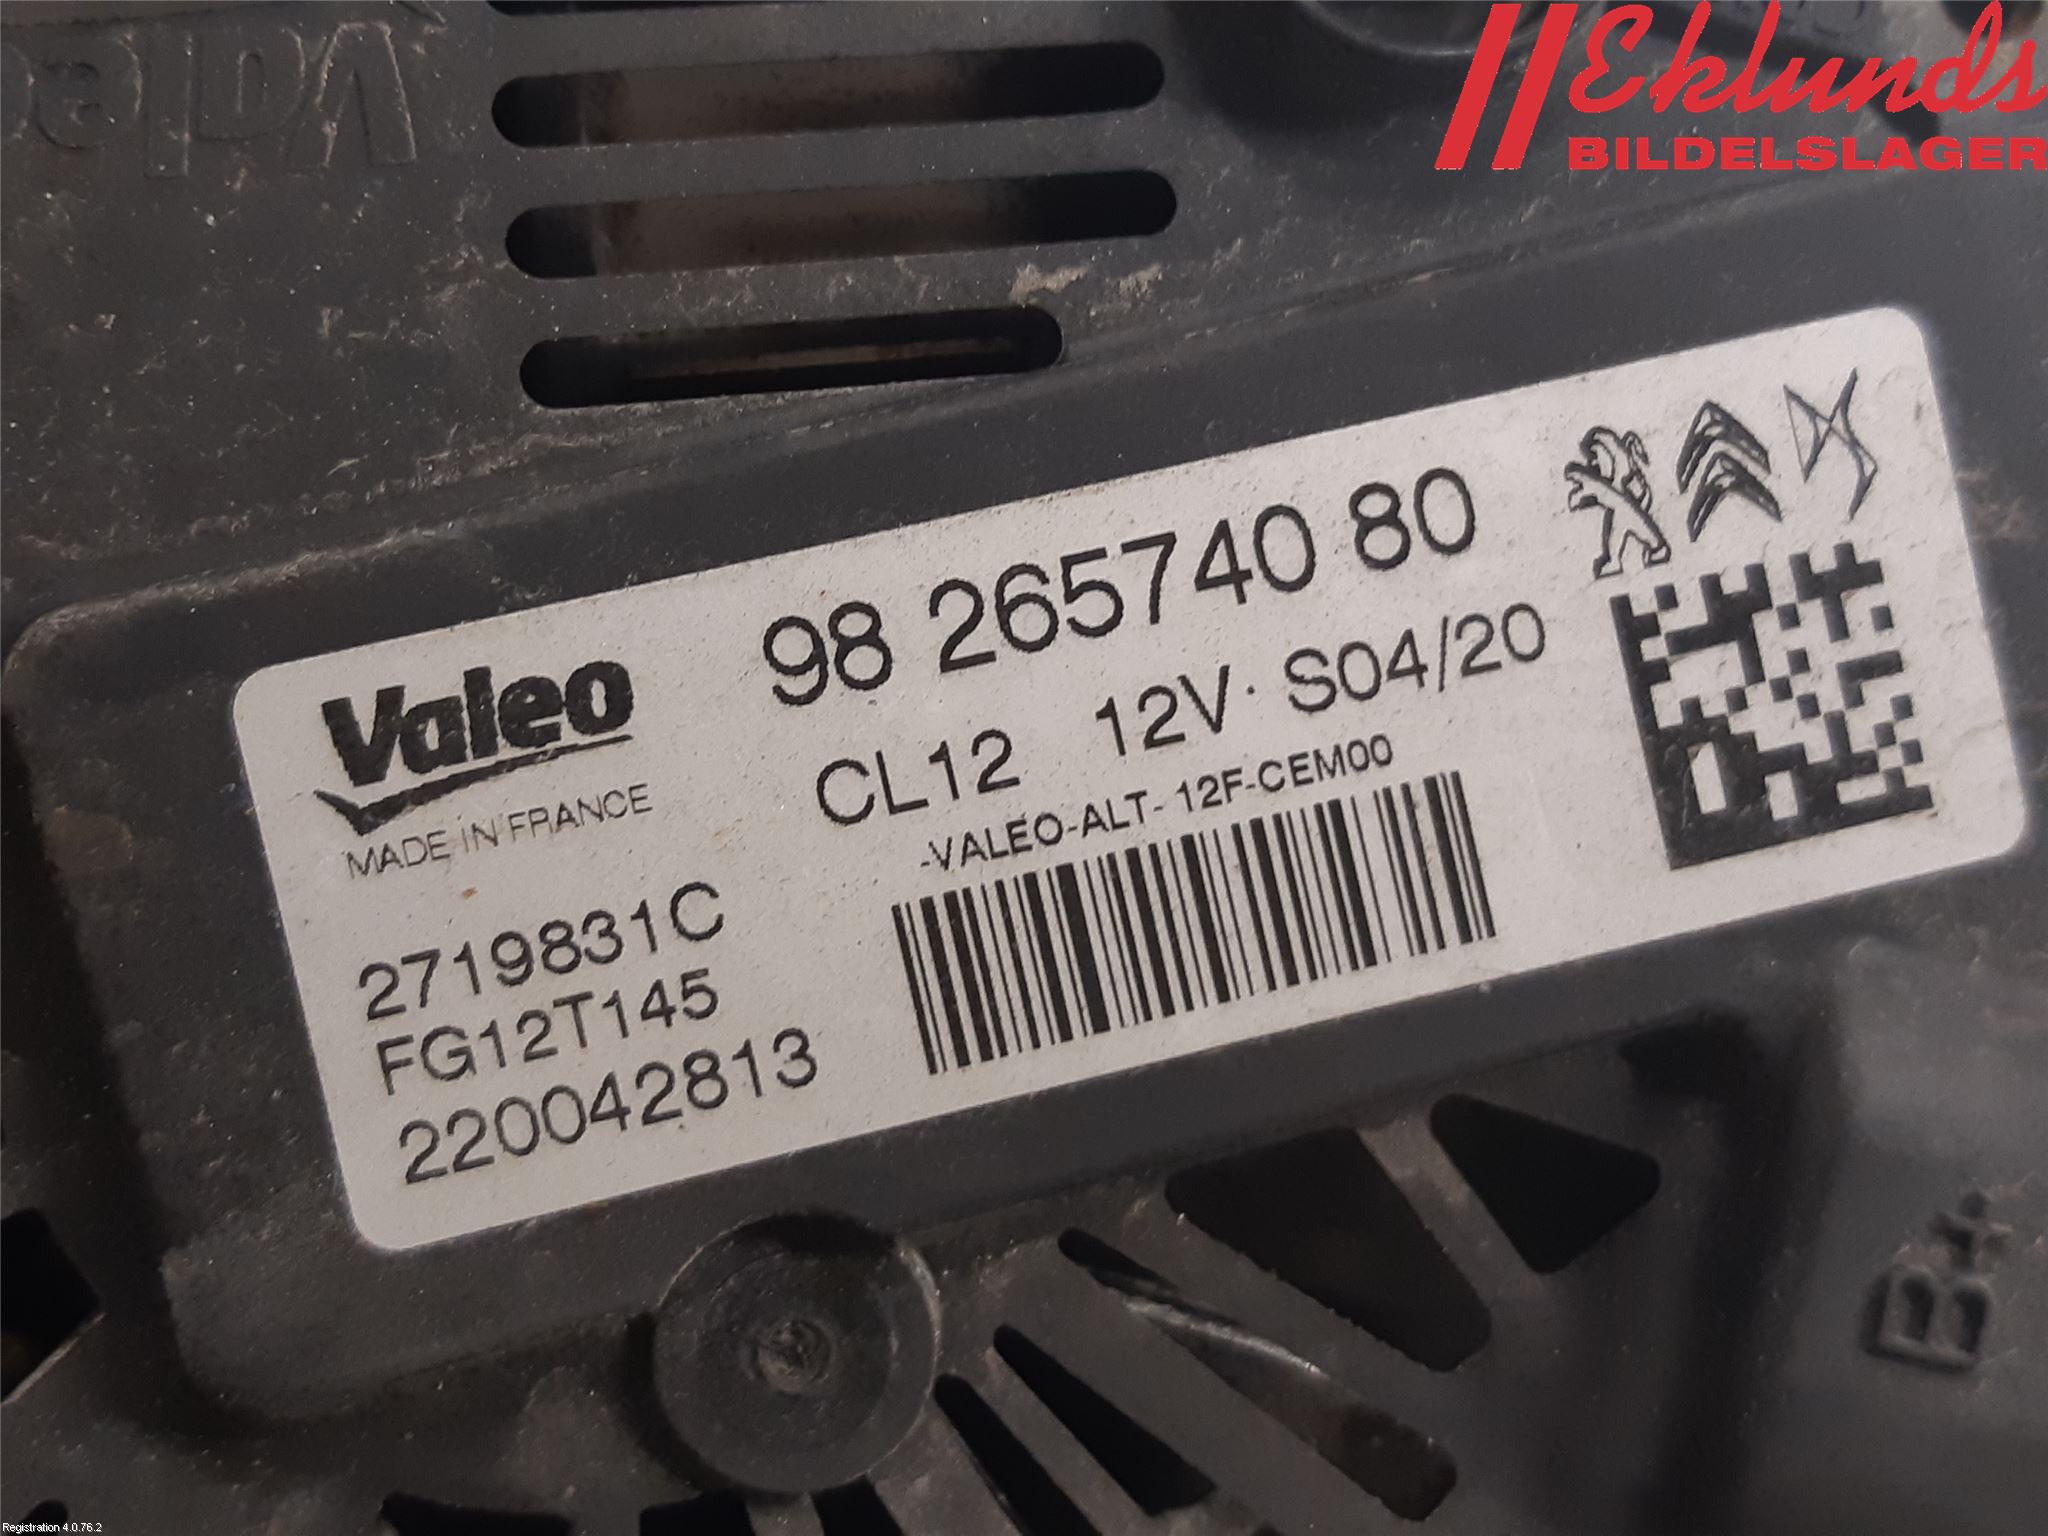 Valeo
Eklunds
BILDELSLAGER
Valeo
MADE IN FRANCE
98 265740 80
CL12 12V· S04/20
-VALEO-ALT- 12F-CEM00
2719831C
FG12T145
220042813
B+
Registration 4.0.76.2